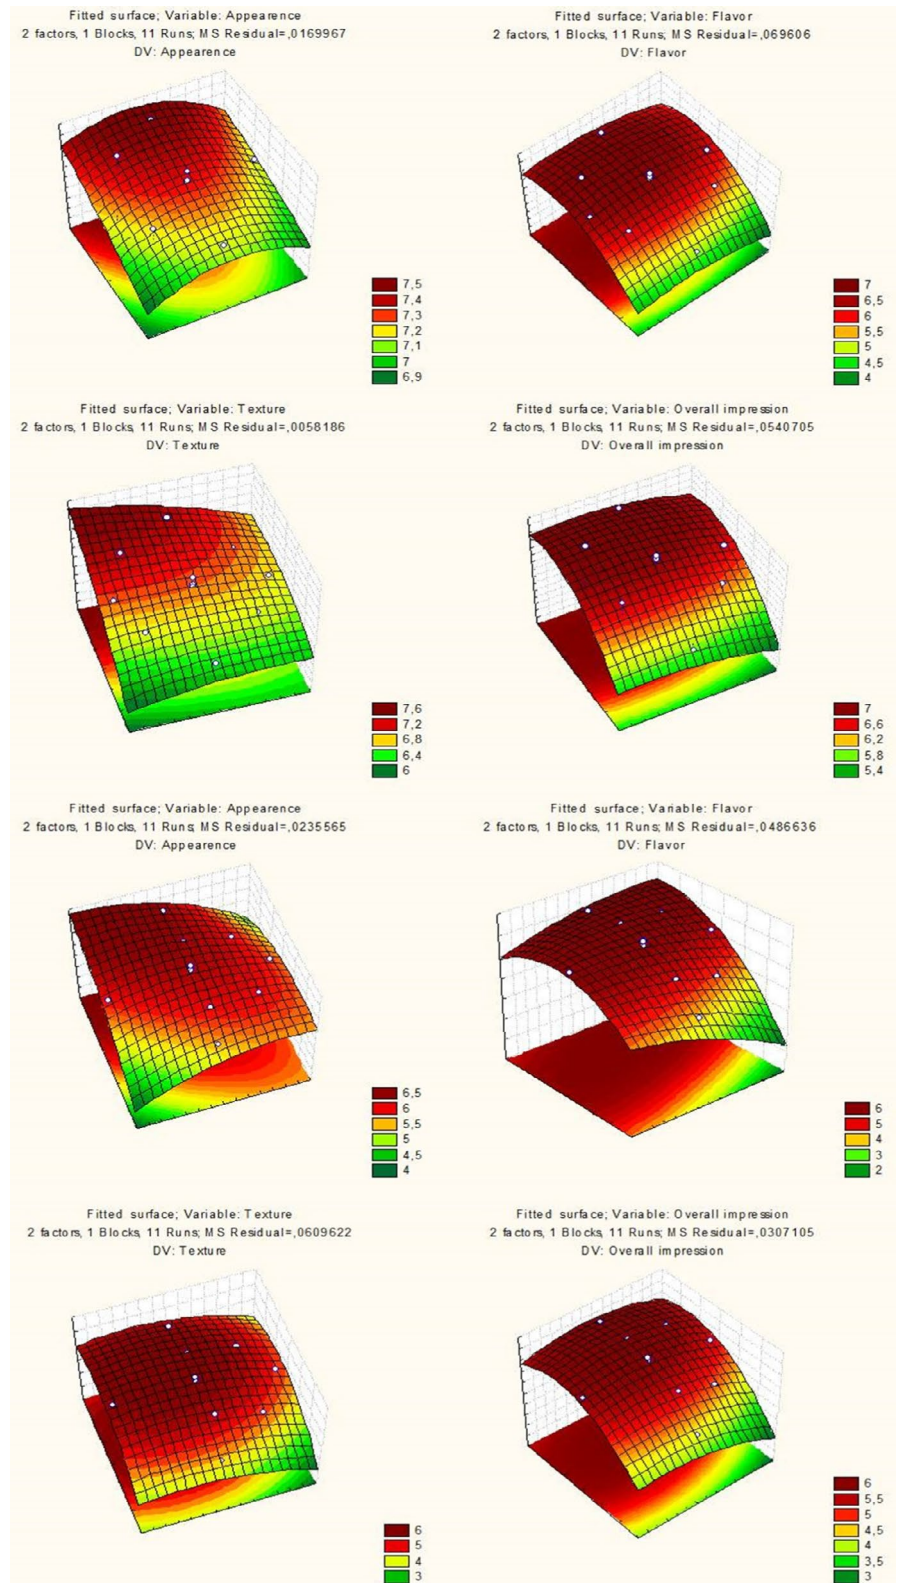 Fitted surface; Variable: Appearence
2 factors, 1 Blocks, 11 Runs; MS Residual=,0169967
DV: Appearence
7,5
7,4
7,3
7,2
7,1
7
6,9
Fitted surface; Variable: Flavor
2 factors, 1 Blocks, 11 Runs; MS Residual=,069606
DV: Flavor
7
6,5
6
5,5
5
4,5
4
Fitted surface; Variable: Texture
2 factors, 1 Blocks, 11 Runs; MS Residual=,0058186
DV: Texture
7,6
7,2
6,8
6,4
6
Fitted surface; Variable: Overall impression
2 factors, 1 Blocks, 11 Runs; MS Residual=,0540705
DV: Overall impression
7
6,6
6,2
5,8
5,4
Fitted surface; Variable: Appearence
2 factors, 1 Blocks, 11 Runs; MS Residual=,0235565
DV: Appearence
6,5
6
5,5
5
4,5
4
Fitted surface; Variable: Flavor
2 factors, 1 Blocks, 11 Runs; MS Residual=,0486636
DV: Flavor
6
5
4
3
2
Fitted surface; Variable: Texture
2 factors, 1 Blocks, 11 Runs; MS Residual=,0609622
DV: Texture
6
5
4
3
Fitted surface; Variable: Overall impression
2 factors, 1 Blocks, 11 Runs; MS Residual=,0307105
DV: Overall impression
6
5,5
5
4,5
4
3,5
3